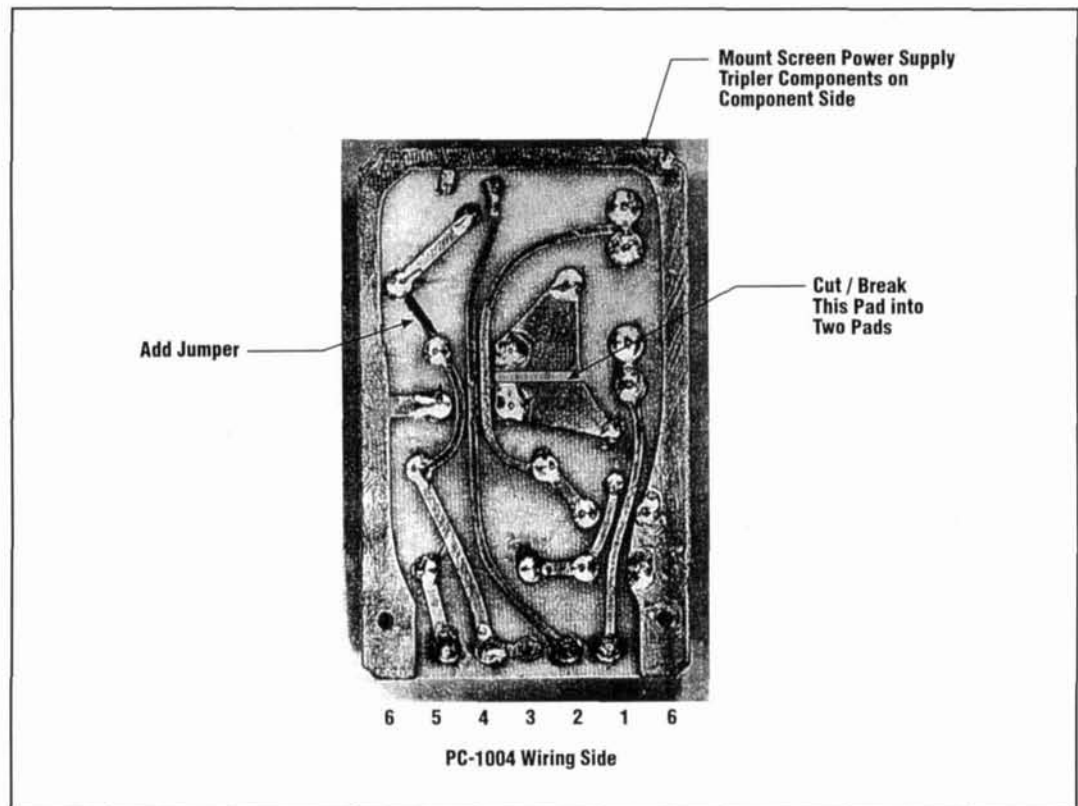 Mount Screen Power Supply
Tripler Components on
Component Side
Cut / Break
This Pad into
Two Pads
Add Jumper
6 5 4 3 2 1 6
PC-1004 Wiring Side